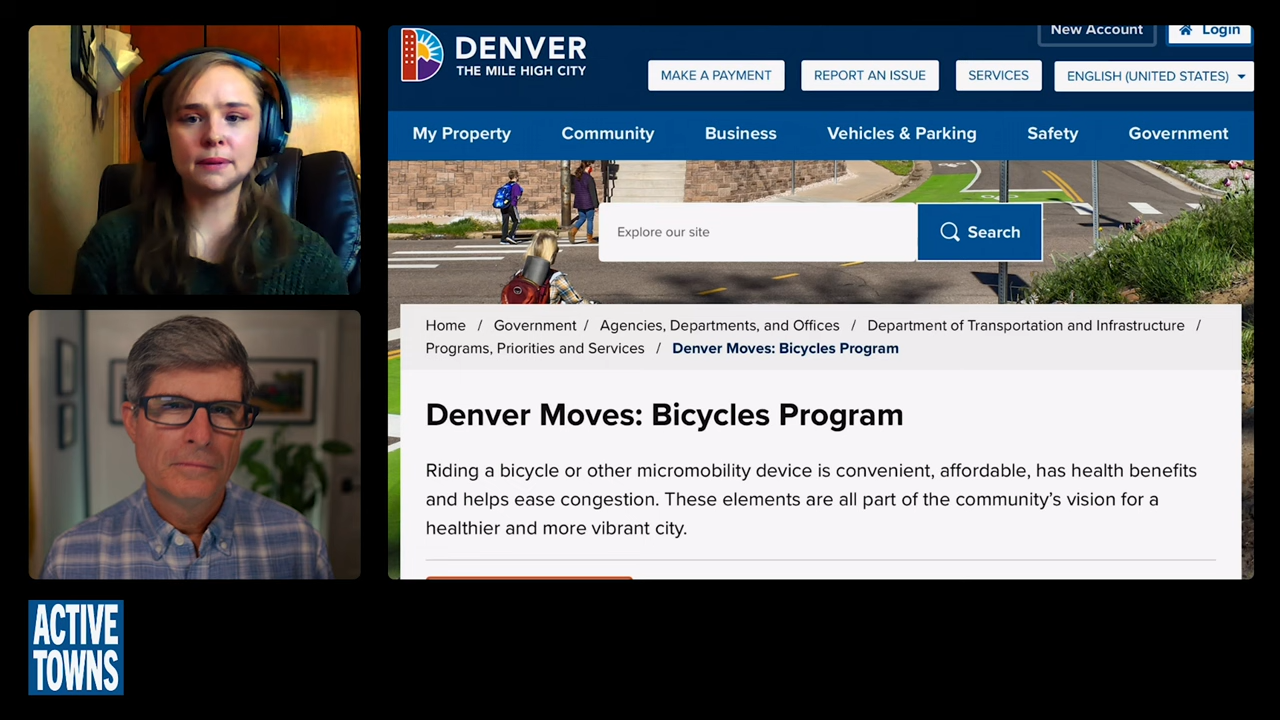 DENVER
THE MILE HIGH CITY
New Account
Login
MAKE A PAYMENT
REPORT AN ISSUE
SERVICES
ENGLISH (UNITED STATES)
My Property
Community
Business
Vehicles & Parking
Safety
Government
Explore our site
Search
Home / Government / Agencies, Departments, and Offices / Department of Transportation and Infrastructure /
Programs, Priorities and Services / Denver Moves: Bicycles Program
Denver Moves: Bicycles Program
Riding a bicycle or other micromobility device is convenient, affordable, has health benefits
and helps ease congestion. These elements are all part of the community’s vision for a
healthier and more vibrant city.
ACTIVE
TOWNS